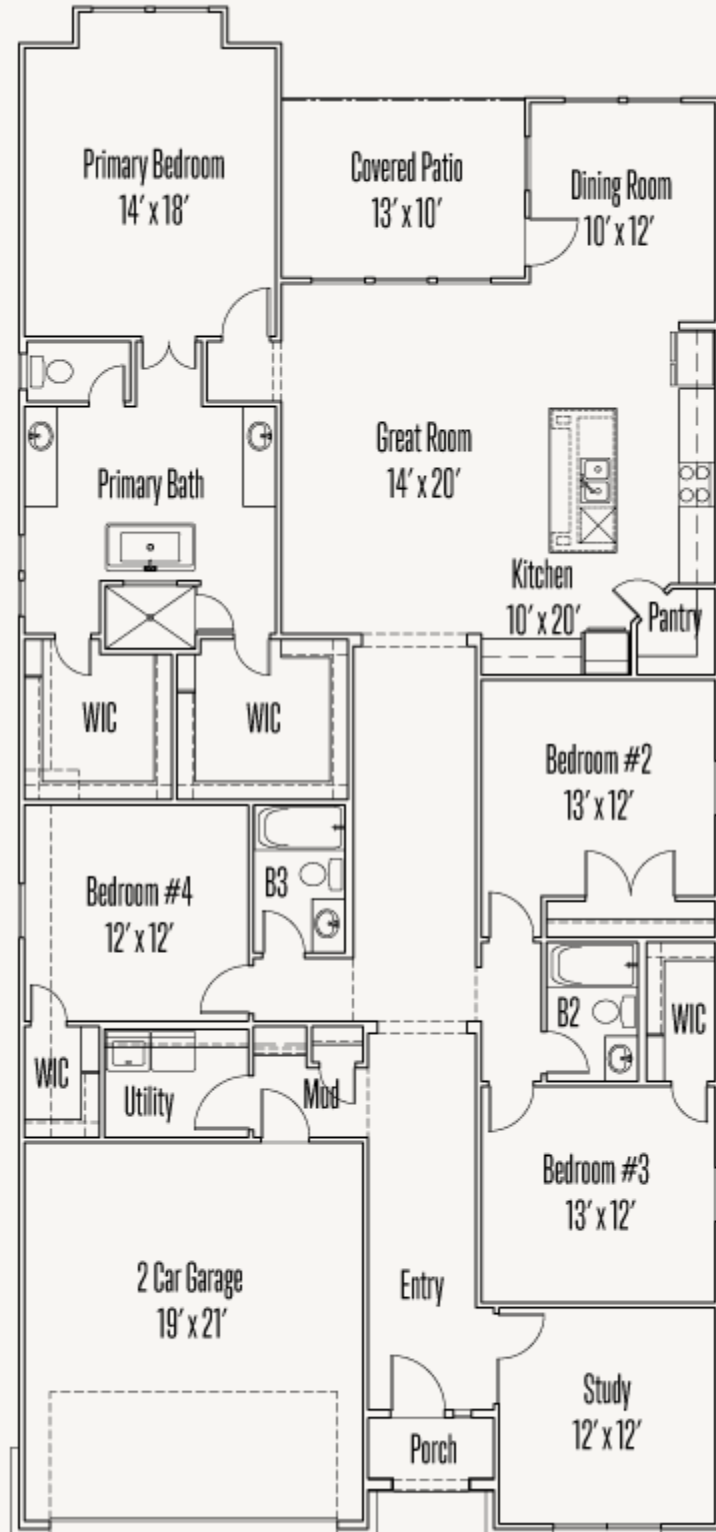 Primary Bedroom
14' x 18'
Covered Patio
13' x 10'
Dining Room
10' x 12'
Great Room
14' x 20'
Primary Bath
Kitchen
10' x 20'
Pantry
WIC
WIC
Bedroom #2
13' x 12'
Bedroom #4
12' x 12'
B3
B2
WIC
WIC
Utility
Mud
Bedroom #3
13' x 12'
2 Car Garage
19' x 21'
Entry
Study
12' x 12'
Porch